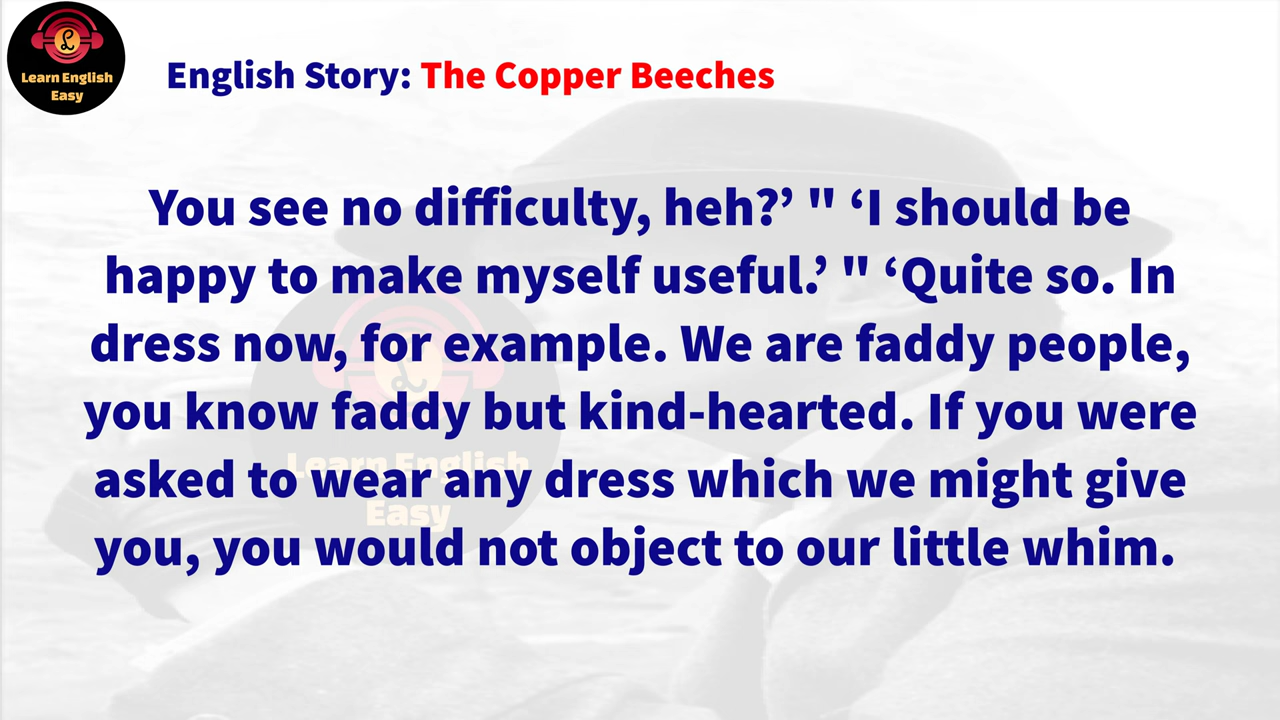 Learn English
Easy
English Story: The Copper Beeches
You see no difficulty, heh?’ " ‘I should be
happy to make myself useful.’ " ‘Quite so. In
dress now, for example. We are faddy people,
you know faddy but kind-hearted. If you were
asked to wear any dress which we might give
you, you would not object to our little whim.
Learn English
Easy